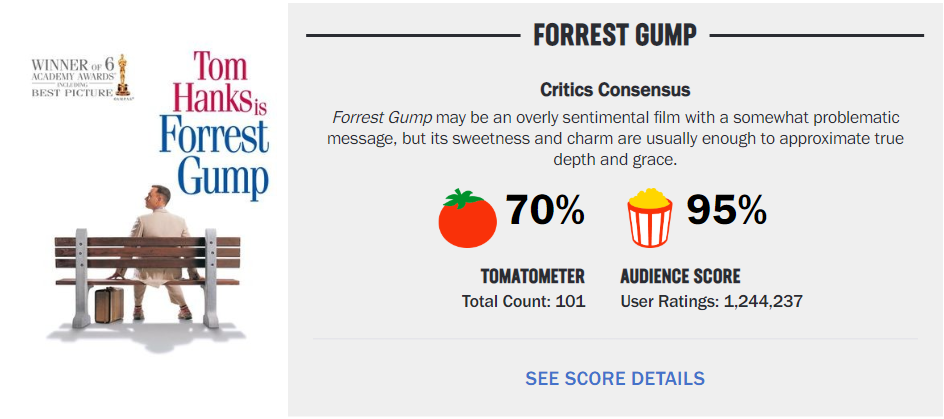 WINNER OF 6
ACADEMY AWARDS
INCLUDING
BEST PICTURE
Tom
Hanks is
Forrest
Gump
FORREST GUMP
Critics Consensus
Forrest Gump may be an overly sentimental film with a somewhat problematic
message, but its sweetness and charm are usually enough to approximate true
depth and grace.
70%
95%
TOMATOMETER
AUDIENCE SCORE
Total Count: 101
User Ratings: 1,244,237
SEE SCORE DETAILS